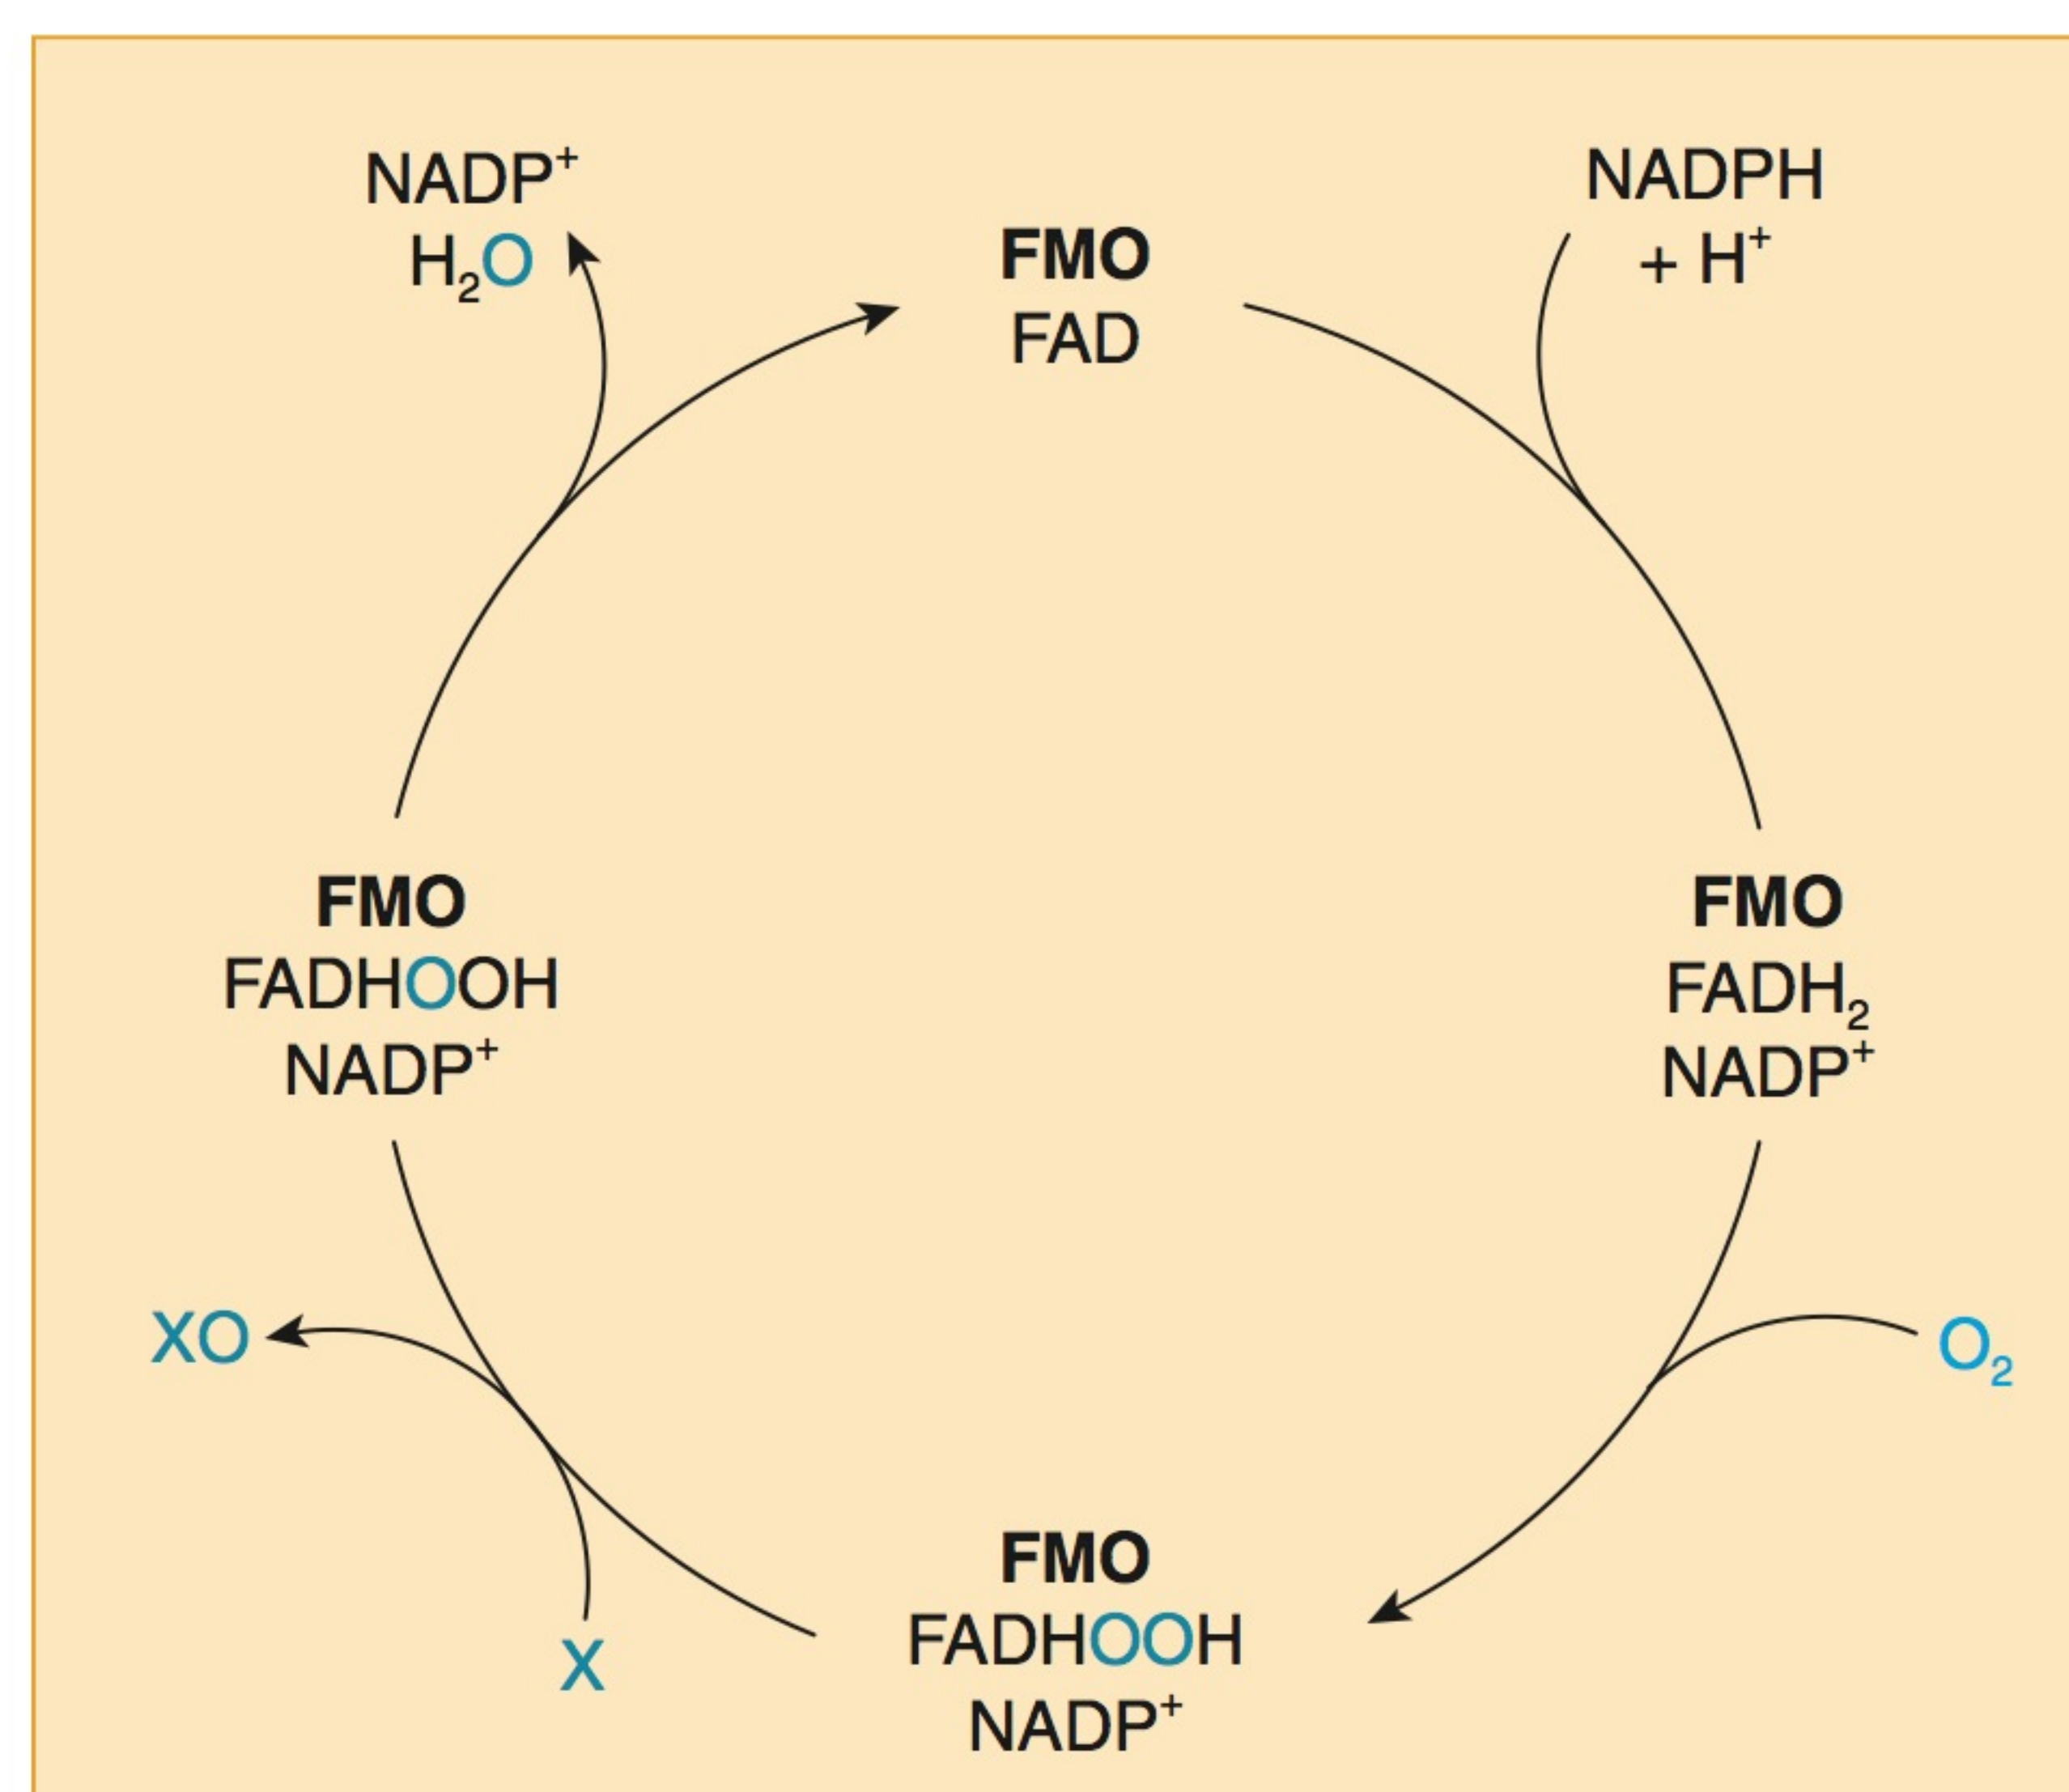 NADP⁺
H₂O
FMO
FAD
NADPH
+ H⁺
FMO
FADHOOH
NADP⁺
FMO
FADH₂
NADP⁺
XO
X
O₂
FMO
FADHOOH
NADP⁺